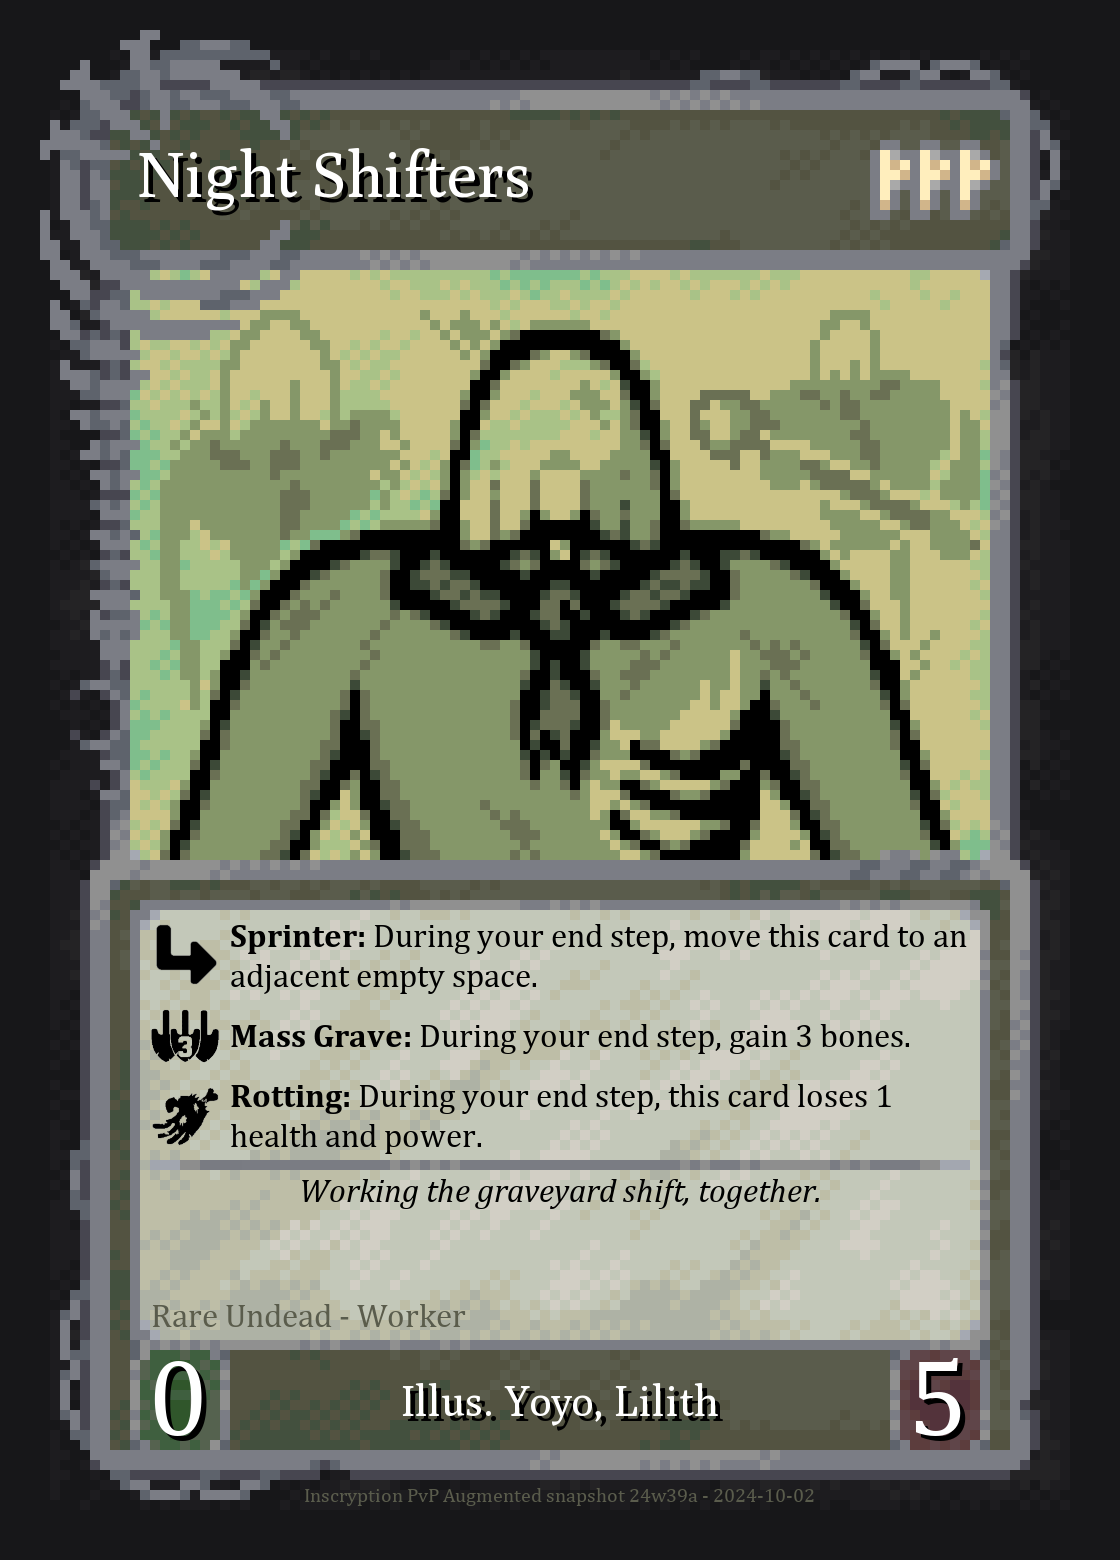 Night Shifters
Sprinter: During your end step, move this card to an
adjacent empty space.
3
Mass Grave: During your end step, gain 3 bones.
Rotting: During your end step, this card loses 1
health and power.
Working the graveyard shift, together.
Rare Undead - Worker
0
Illus. Yoyo, Lilith
5
Inscryption PvP Augmented snapshot 24w39a - 2024-10-02